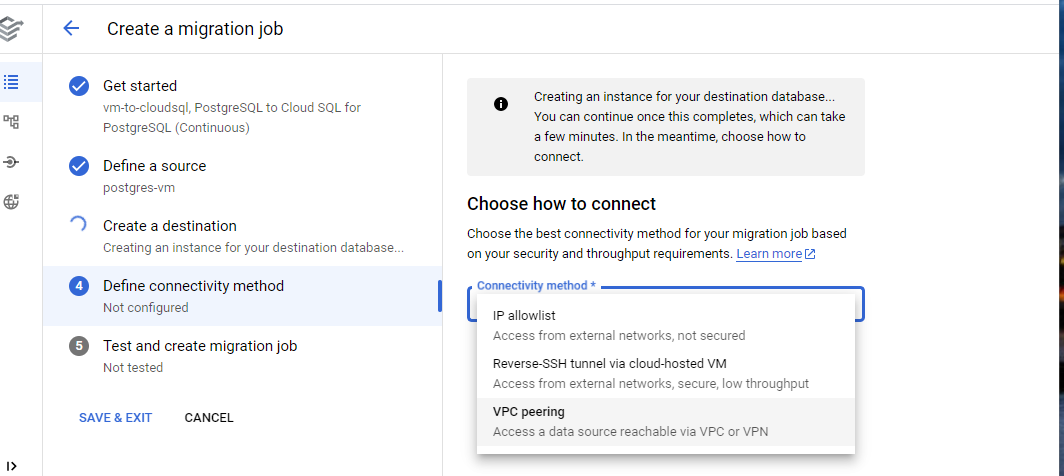 Create a migration job
Get started
vm-to-cloudsql, PostgreSQL to Cloud SQL for
PostgreSQL (Continuous)
Define a source
postgres-vm
Create a destination
Creating an instance for your destination database...
4 Define connectivity method
Not configured
5 Test and create migration job
Not tested
SAVE & EXIT CANCEL
Creating an instance for your destination database...
You can continue once this completes, which can take
a few minutes. In the meantime, choose how to
connect.
Choose how to connect
Choose the best connectivity method for your migration job based
on your security and throughput requirements. Learn more
Connectivity method *
IP allowlist
Access from external networks, not secured
Reverse-SSH tunnel via cloud-hosted VM
Access from external networks, secure, low throughput
VPC peering
Access a data source reachable via VPC or VPN